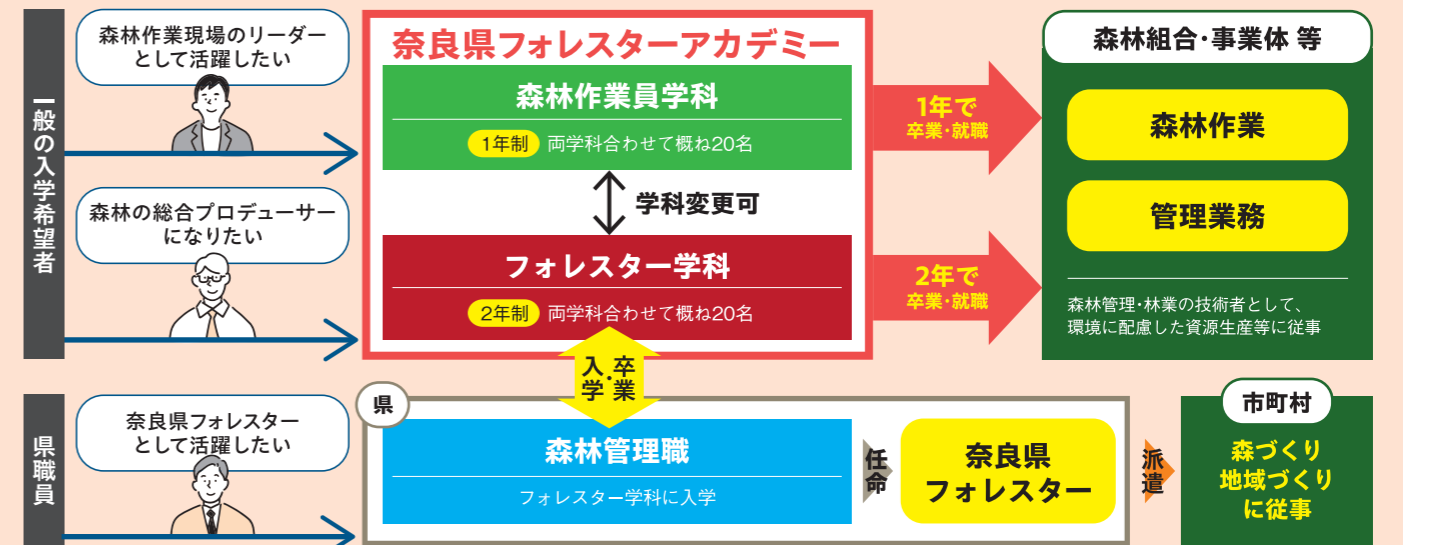 一般の入学希望者
森林作業現場のリーダー
として活躍したい
森林の総合プロデューサー
になりたい
奈良県フォレスターアカデミー
森林作業員学科
1年制 両学科合わせて概ね20名
学科変更可
フォレスター学科
2年制 両学科合わせて概ね20名
1年で
卒業・就職
2年で
卒業・就職
森林組合・事業体 等
森林作業
管理業務
森林管理・林業の技術者として、
環境に配慮した資源生産等に従事
入学・卒業
県職員
奈良県フォレスター
として活躍したい
県
森林管理職
フォレスター学科に入学
任命
奈良県
フォレスター
派遣
市町村
森づくり
地域づくり
に従事